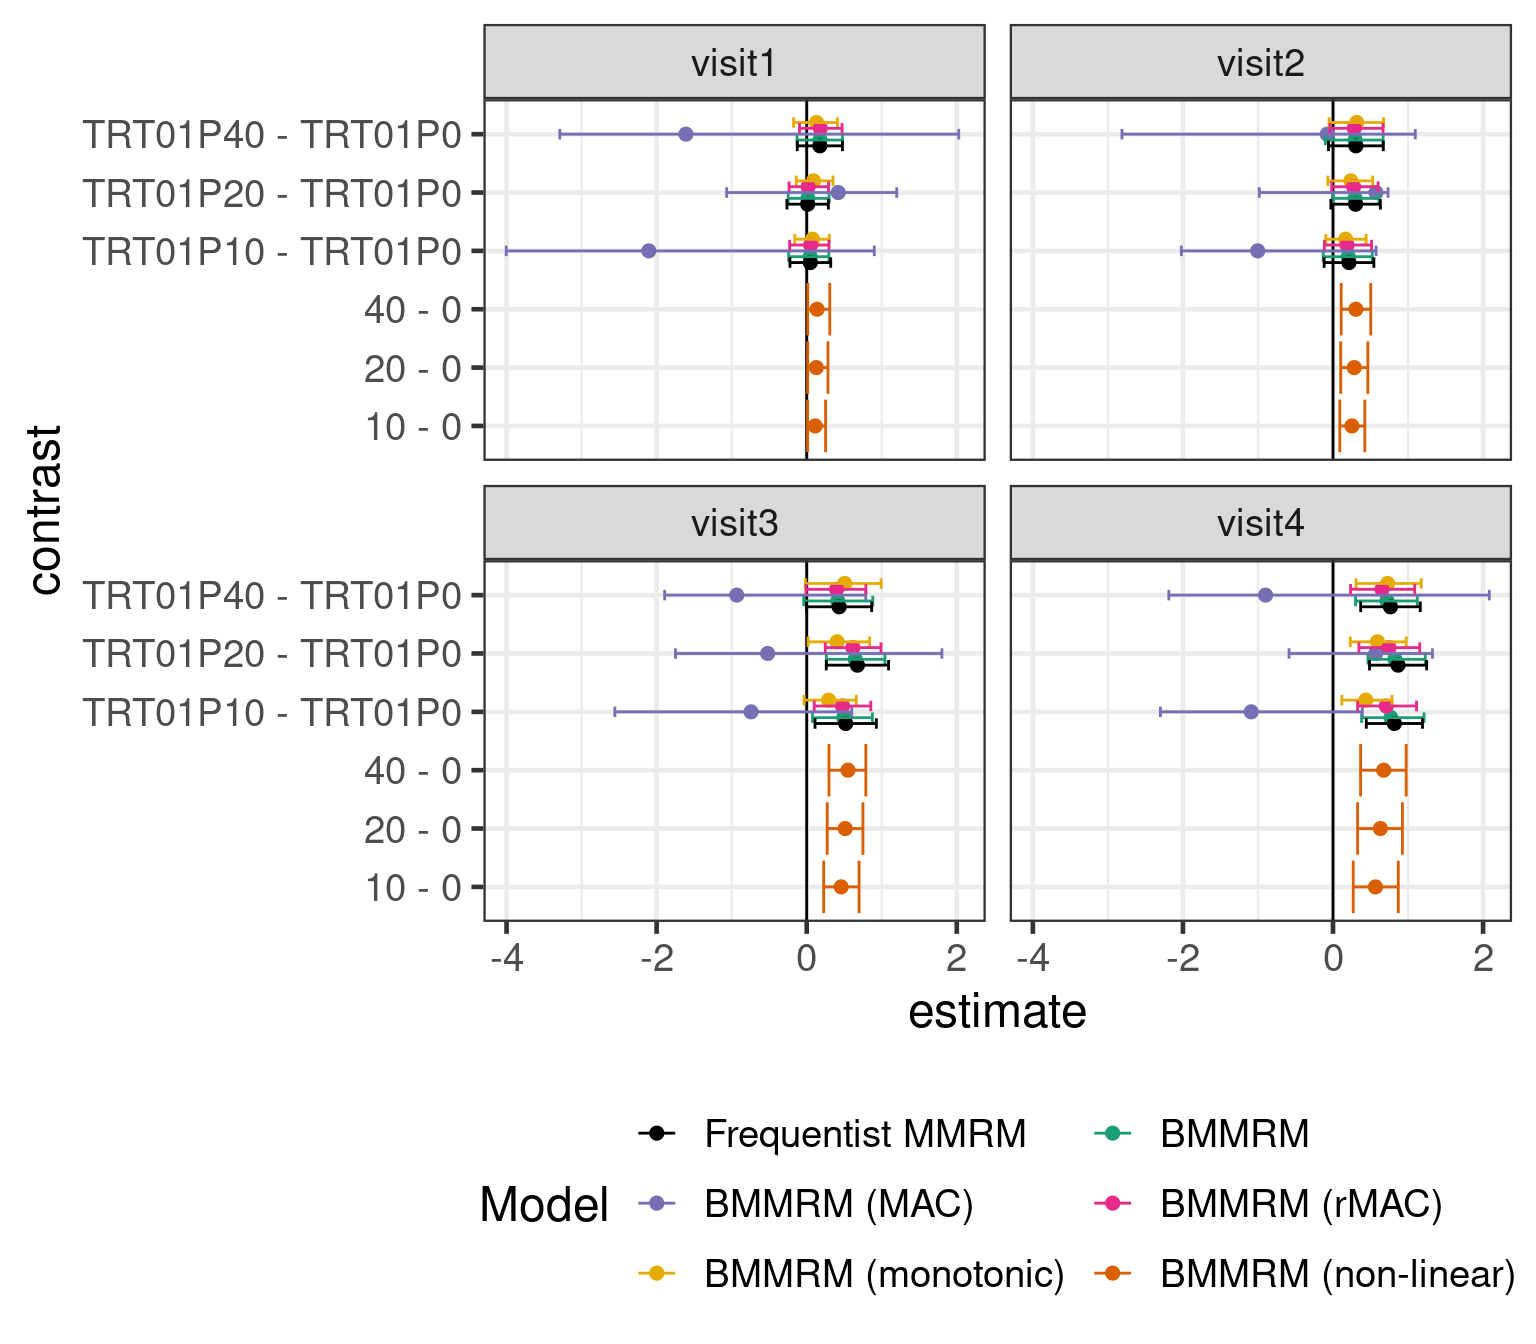 visit1
visit2
TRT01P40 - TRT01P0
TRT01P20 - TRT01P0
TRT01P10 - TRT01P0
40 - 0
20 - 0
10 - 0
contrast
visit3
visit4
TRT01P40 - TRT01P0
TRT01P20 - TRT01P0
TRT01P10 - TRT01P0
40 - 0
20 - 0
10 - 0
-4 -2 0 2 -4 -2 0 2
estimate
Model
Frequentist MMRM
BMMRM
BMMRM (MAC)
BMMRM (rMAC)
BMMRM (monotonic)
BMMRM (non-linear)